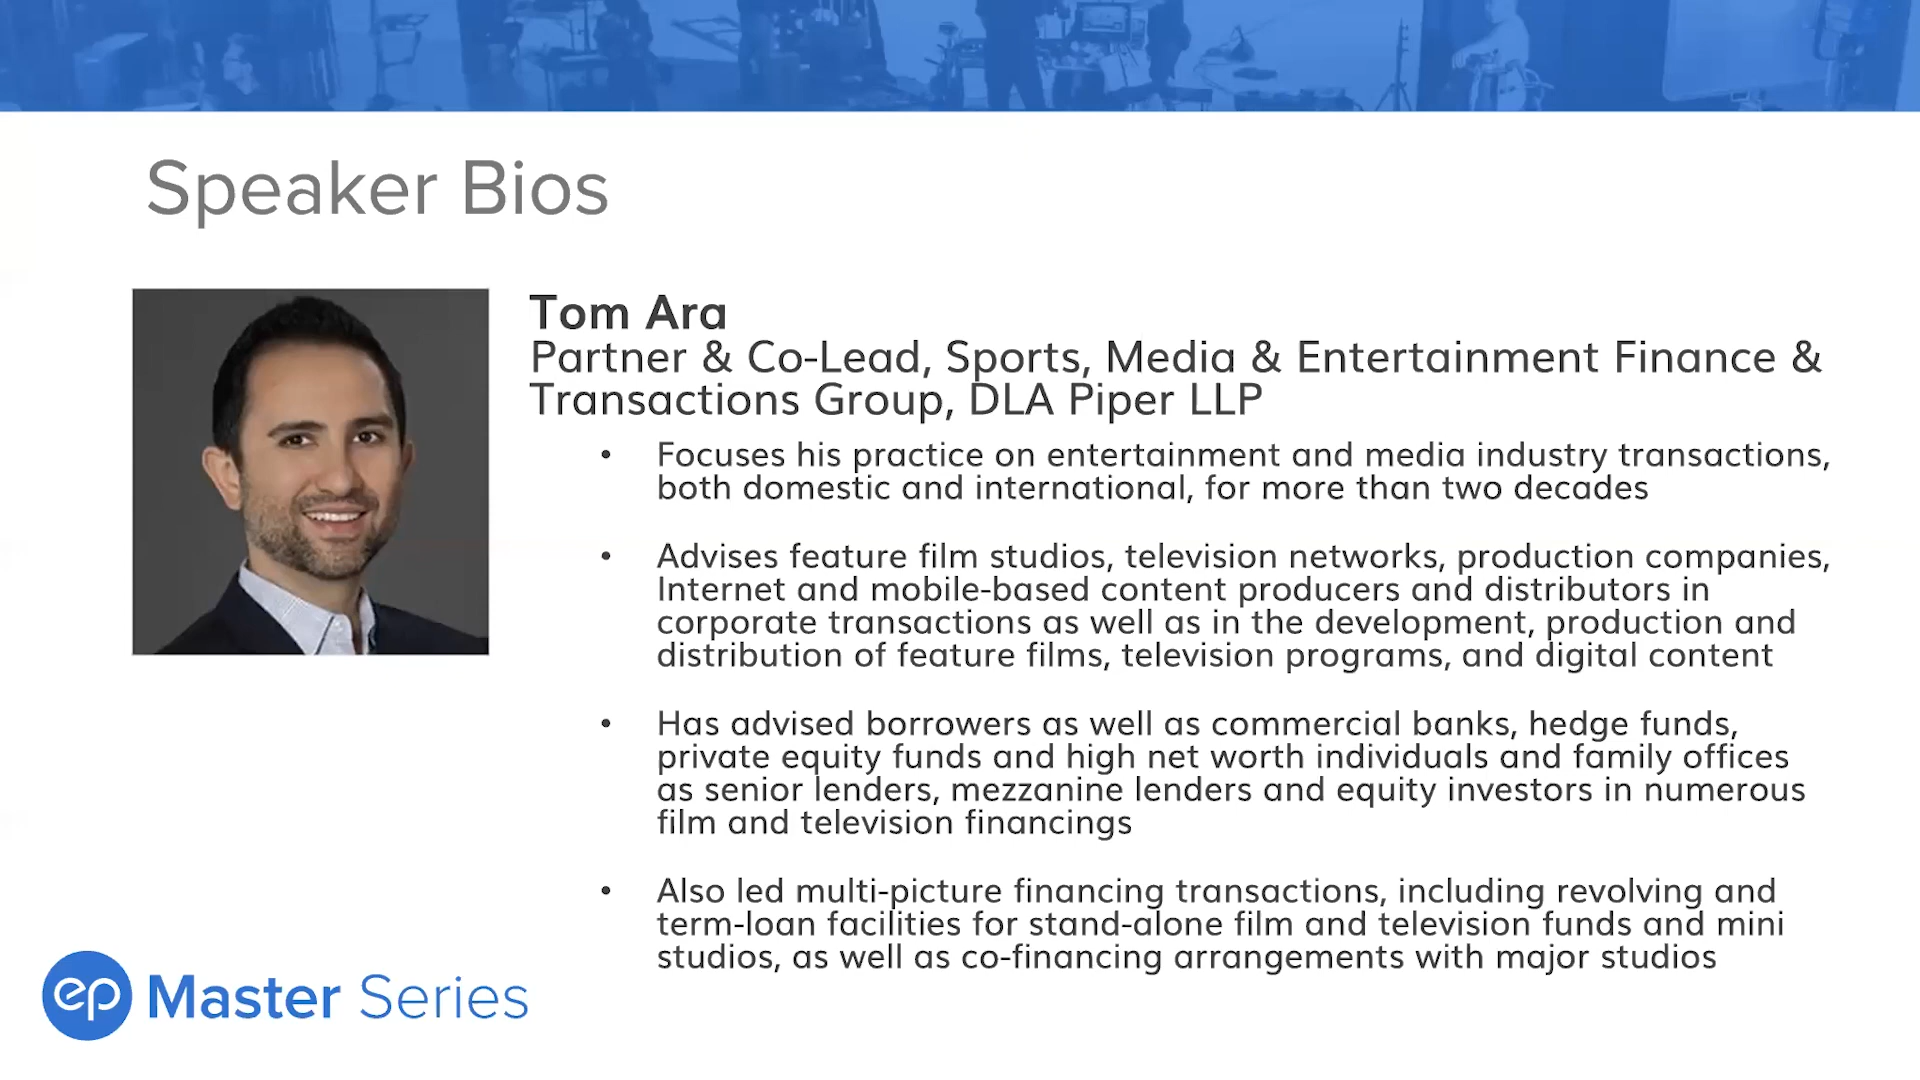 Speaker Bios
Tom Ara
Partner & Co-Lead, Sports, Media & Entertainment Finance &
Transactions Group, DLA Piper LLP
• Focuses his practice on entertainment and media industry transactions,
both domestic and international, for more than two decades
• Advises feature film studios, television networks, production companies,
Internet and mobile-based content producers and distributors in
corporate transactions as well as in the development, production and
distribution of feature films, television programs, and digital content
• Has advised borrowers as well as commercial banks, hedge funds,
private equity funds and high net worth individuals and family offices
as senior lenders, mezzanine lenders and equity investors in numerous
film and television financings
• Also led multi-picture financing transactions, including revolving and
term-loan facilities for stand-alone film and television funds and mini
studios, as well as co-financing arrangements with major studios
ep Master Series